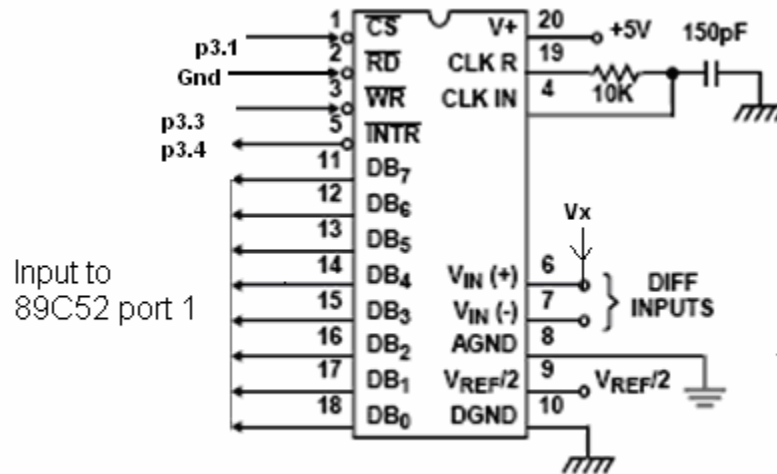 p3.1
Gnd
p3.3
p3.4
1
2
3
5
11
12
13
14
15
16
17
18
CS
RD
WR
INTR
DB7
DB6
DB5
DB4
DB3
DB2
DB1
DB0
Input to
89C52 port 1
V+
CLK R
CLK IN
VIN (+)
VIN (-)
AGND
VREF/2
DGND
20
19
4
6
7
8
9
10
+5V
150pF
10K
Vx
DIFF
INPUTS
VREF/2